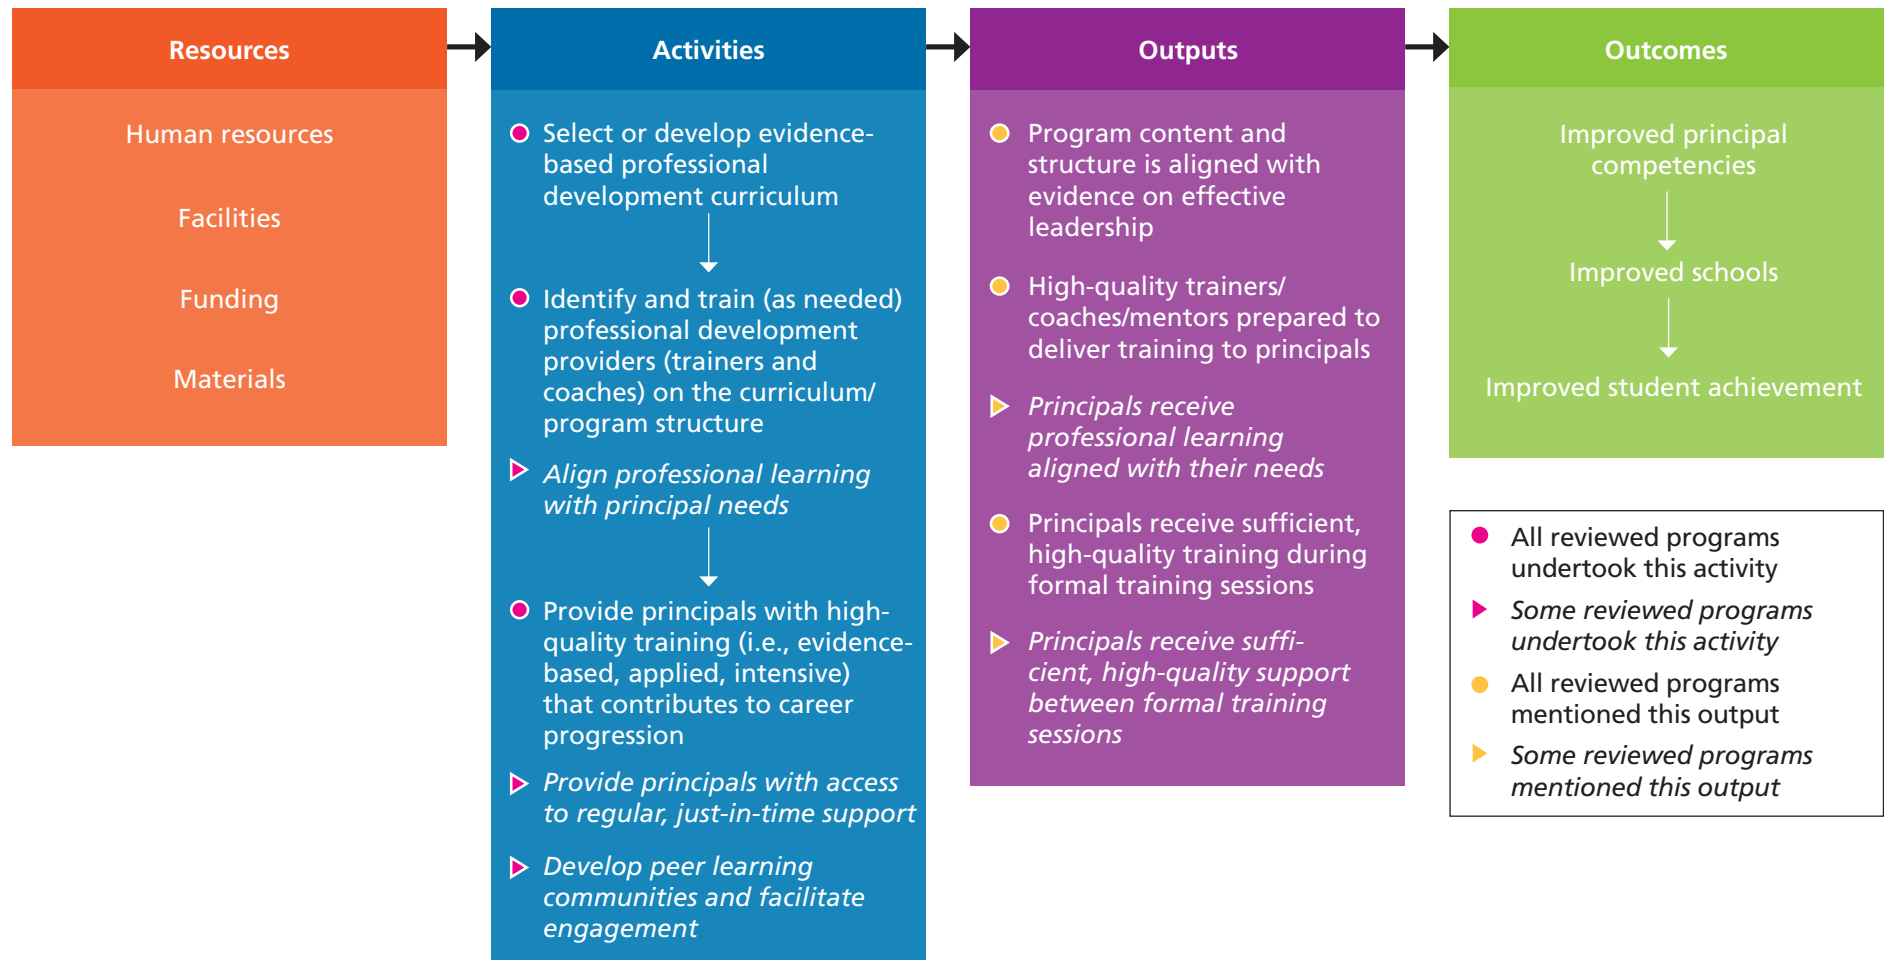 Resources
Human resources
Facilities
Funding
Materials
Activities
Select or develop evidence-
based professional
development curriculum
Identify and train (as needed)
professional development
providers (trainers and
coaches) on the curriculum/
program structure
Align professional learning
with principal needs
Provide principals with high-
quality training (i.e., evidence-
based, applied, intensive)
that contributes to career
progression
Provide principals with access
to regular, just-in-time support
Develop peer learning
communities and facilitate
engagement
Outputs
Program content and
structure is aligned with
evidence on effective
leadership
High-quality trainers/
coaches/mentors prepared to
deliver training to principals
Principals receive
professional learning
aligned with their needs
Principals receive sufficient,
high-quality training during
formal training sessions
Principals receive suffi-
cient, high-quality support
between formal training
sessions
Outcomes
Improved principal
competencies
Improved schools
Improved student achievement
All reviewed programs
undertook this activity
Some reviewed programs
undertook this activity
All reviewed programs
mentioned this output
Some reviewed programs
mentioned this output